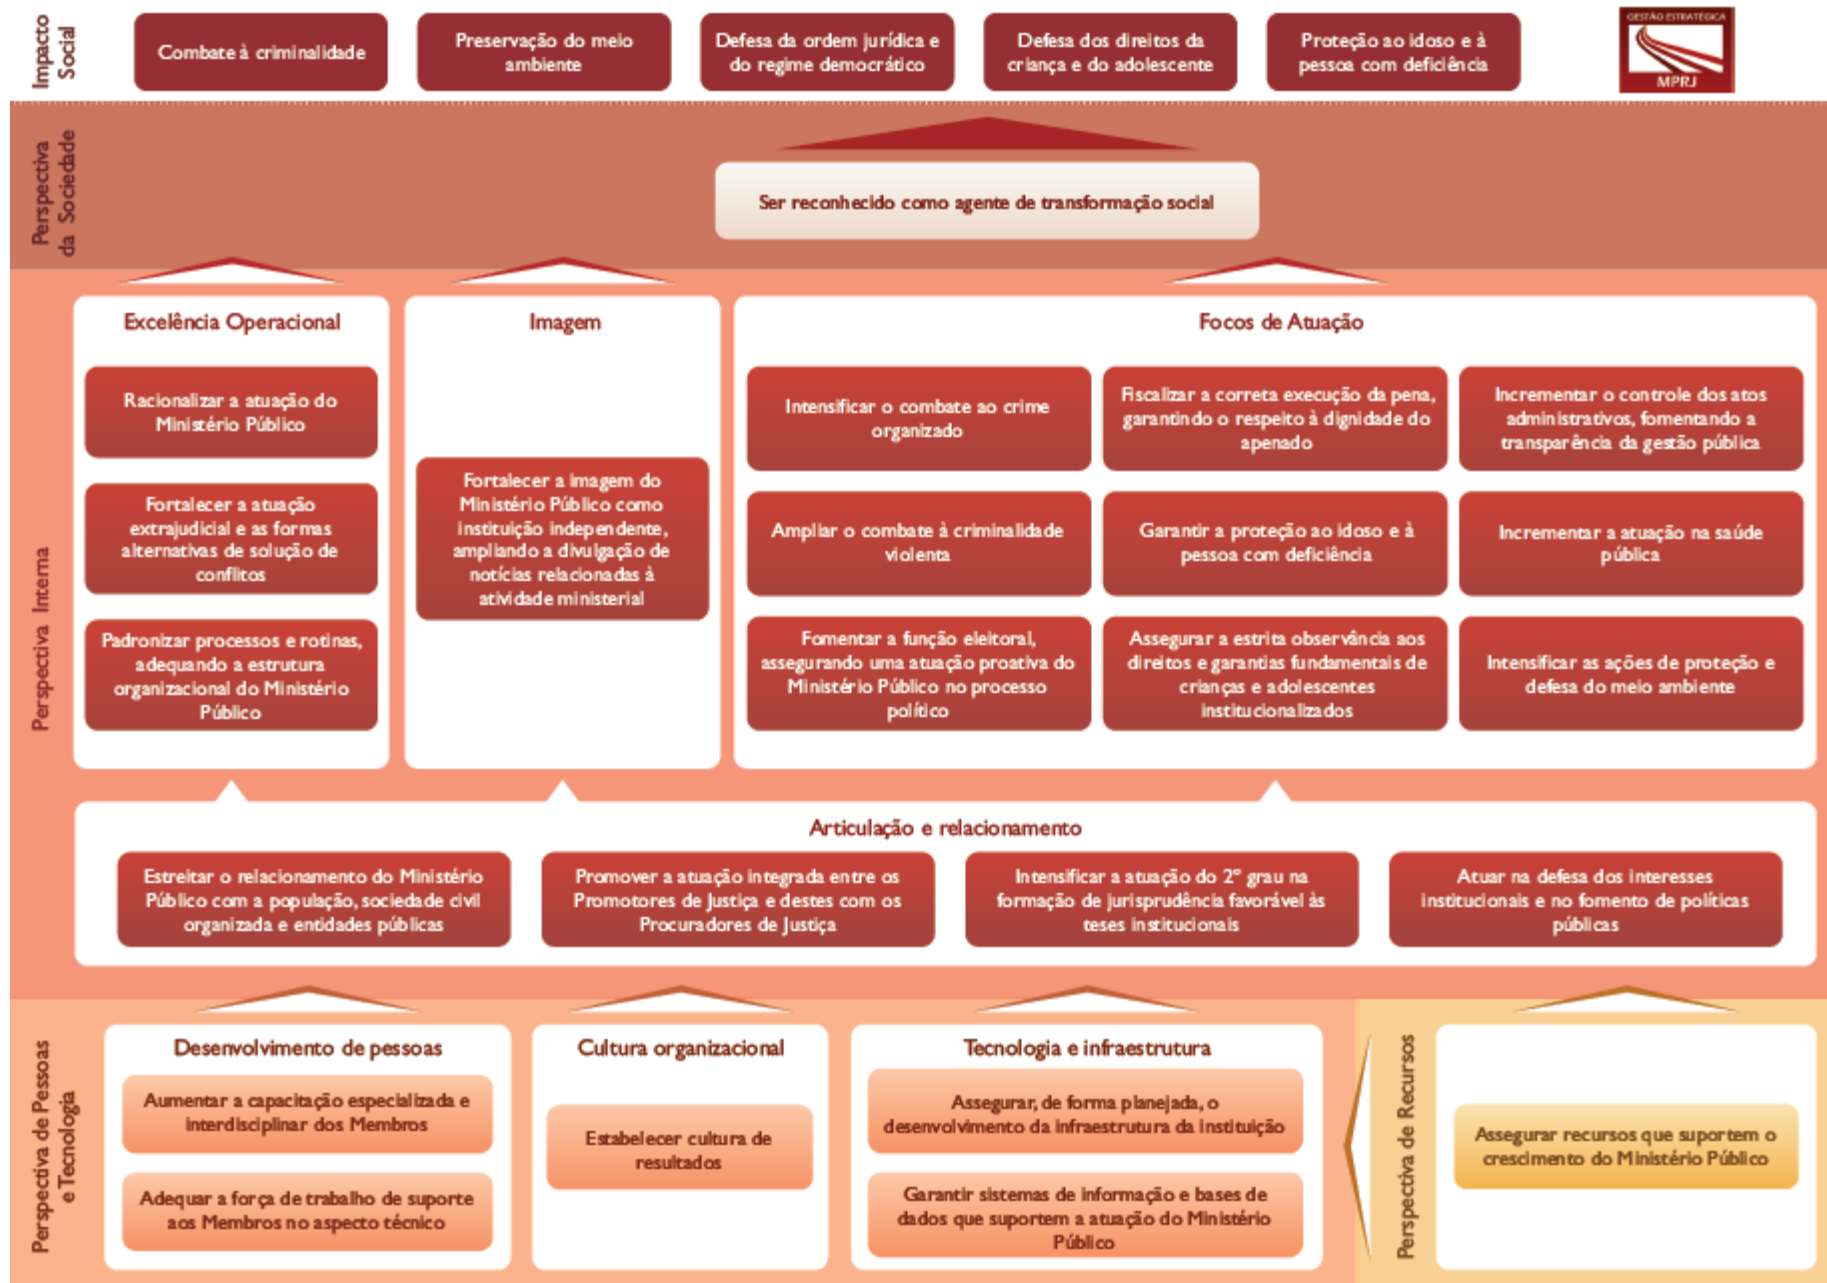 Impacto
Social
Combate à criminalidade
Preservação do meio
ambiente
Defesa da ordem jurídica e
do regime democrático
Defesa dos direitos da
criança e do adolescente
Proteção ao idoso e à
pessoa com deficiência
GESTÃO ESTRATÉGICA
MPRJ
Perspectiva
da Sociedade
Ser reconhecido como agente de transformação social
Perspectiva Interna
Excelência Operacional
Racionalizar a atuação do
Ministério Público
Fortalecer a atuação
extrajudicial e as formas
alternativas de solução de
conflitos
Padronizar processos e rotinas,
adequando a estrutura
organizacional do Ministério
Público
Imagem
Fortalecer a imagem do
Ministério Público como
instituição independente,
ampliando a divulgação de
notícias relacionadas à
atividade ministerial
Focos de Atuação
Intensificar o combate ao crime
organizado
Fiscalizar a correta execução da pena,
garantindo o respeito à dignidade do
apenado
Incrementar o controle dos atos
administrativos, fomentando a
transparência da gestão pública
Ampliar o combate à criminalidade
violenta
Garantir a proteção ao idoso e à
pessoa com deficiência
Incrementar a atuação na saúde
pública
Fomentar a função eleitoral,
assegurando uma atuação proativa do
Ministério Público no processo
político
Assegurar a estrita observância aos
direitos e garantias fundamentais de
crianças e adolescentes
institucionalizados
Intensificar as ações de proteção e
defesa do meio ambiente
Articulação e relacionamento
Estreitar o relacionamento do Ministério
Público com a população, sociedade civil
organizada e entidades públicas
Promover a atuação integrada entre os
Promotores de Justiça e destes com os
Procuradores de Justiça
Intensificar a atuação do 2º grau na
formação de jurisprudência favorável às
teses institucionais
Atuar na defesa dos interesses
institucionais e no fomento de políticas
públicas
Perspectiva de Pessoas
e Tecnologia
Desenvolvimento de pessoas
Aumentar a capacitação especializada e
interdisciplinar dos Membros
Adequar a força de trabalho de suporte
aos Membros no aspecto técnico
Cultura organizacional
Estabelecer cultura de
resultados
Tecnologia e infraestrutura
Assegurar, de forma planejada, o
desenvolvimento da infraestrutura da instituição
Garantir sistemas de informação e bases de
dados que suportem a atuação do Ministério
Público
Perspectiva de Recursos
Assegurar recursos que suportem o
crescimento do Ministério Público